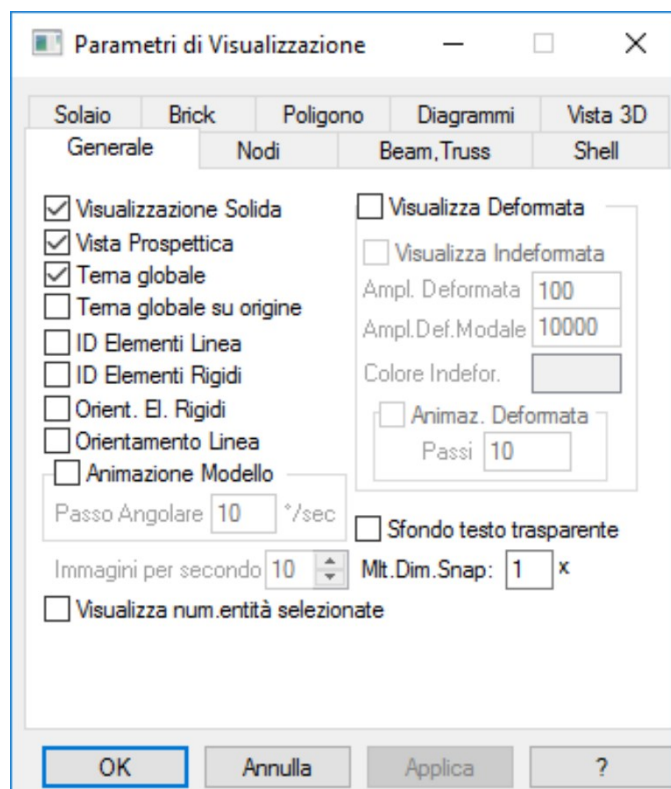 Parametri di Visualizzazione
Solaio Brick Poligono Diagrammi Vista 3D
Generale Nodi Beam,Truss Shell
Visualizzazione Solida
Vista Prospettica
Terna globale
Terna globale su origine
ID Elementi Linea
ID Elementi Rigidi
Orient. El. Rigidi
Orientamento Linea
Animazione Modello
Passo Angolare 10 °/sec
Immagini per secondo 10
Visualizza num.entità selezionate
Visualizza Deformata
Visualizza Indeformata
Ampl. Deformata 100
Ampl.Def.Modale 10000
Colore Indefor.
Animaz. Deformata
Passi 10
Sfondo testo trasparente
Mlt.Dim.Snap: 1 x
OK Annulla Applica ?